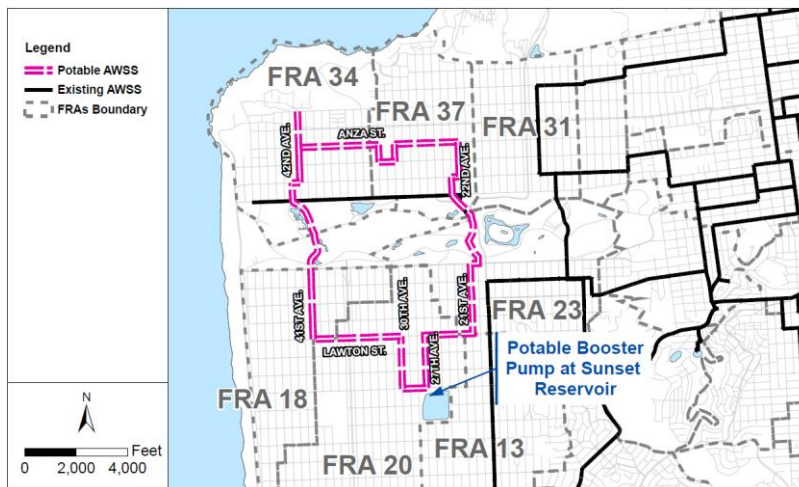 Legend
Potable AWSS
Existing AWSS
FRAs Boundary
FRA 34
FRA 37
FRA 31
ANZA ST.
42ND AVE.
22ND AVE.
41ST AVE.
30TH AVE.
21ST AVE.
FRA 23
LAWTON ST.
27TH AVE.
Potable Booster
Pump at Sunset
Reservoir
FRA 18
FRA 13
FRA 20
N
Feet
0 2,000 4,000